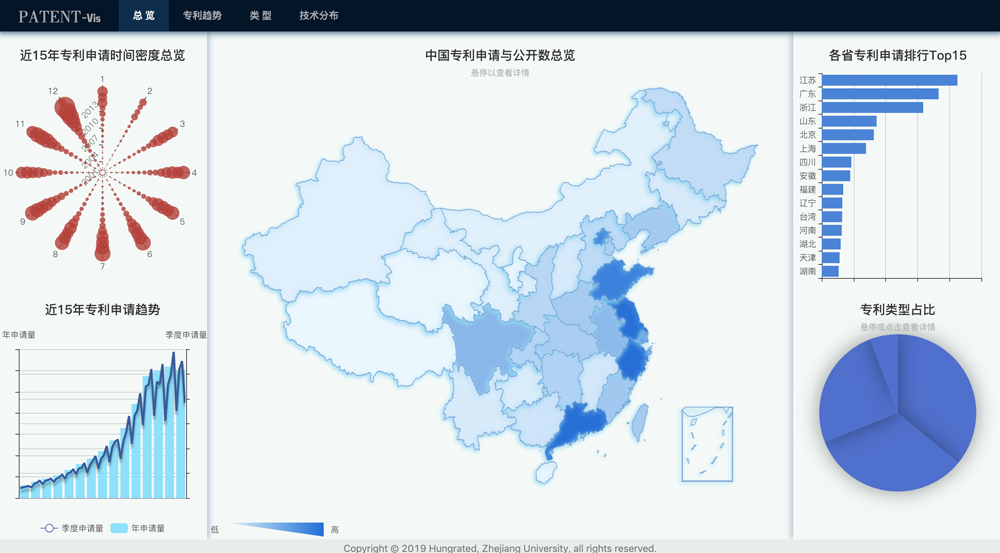 PATENT-Vis 总 览 专利趋势 类 型 技术分布
近15年专利申请时间密度总览
1
2
3
4
5
6
7
8
9
10
11
12
2013
2010
2007
近15年专利申请趋势
年申请量 季度申请量
季度申请量 年申请量
中国专利申请与公开数总览
悬停以查看详情
低 高
各省专利申请排行Top15
江苏
广东
浙江
山东
北京
上海
四川
安徽
福建
辽宁
台湾
河南
湖北
天津
湖南
专利类型占比
悬停或点击查看详情
Copyright © 2019 Hungrated, Zhejiang University, all rights reserved.